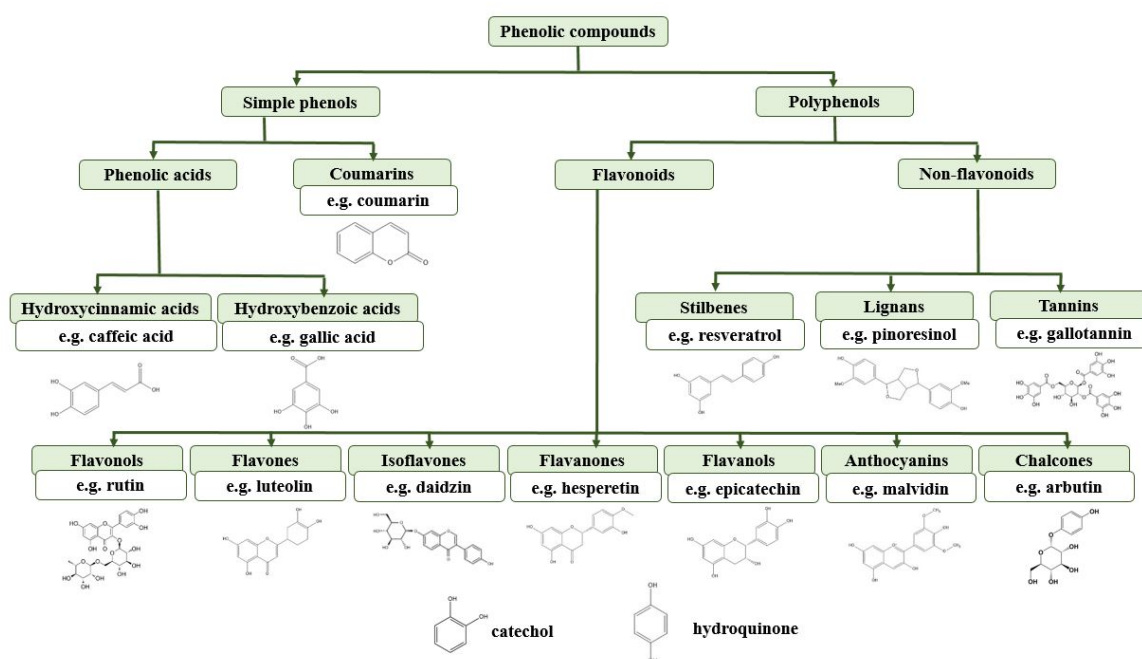 Phenolic compounds
Simple phenols
Polyphenols
Phenolic acids
Coumarins
e.g. coumarin
Flavonoids
Non-flavonoids
Hydroxycinnamic acids
e.g. caffeic acid
Hydroxybenzoic acids
e.g. gallic acid
Stilbenes
e.g. resveratrol
Lignans
e.g. pinoresinol
Tannins
e.g. gallotannin
Flavonols
e.g. rutin
Flavones
e.g. luteolin
Isoflavones
e.g. daidzin
Flavanones
e.g. hesperetin
Flavanols
e.g. epicatechin
Anthocyanins
e.g. malvidin
Chalcones
e.g. arbutin
catechol
hydroquinone